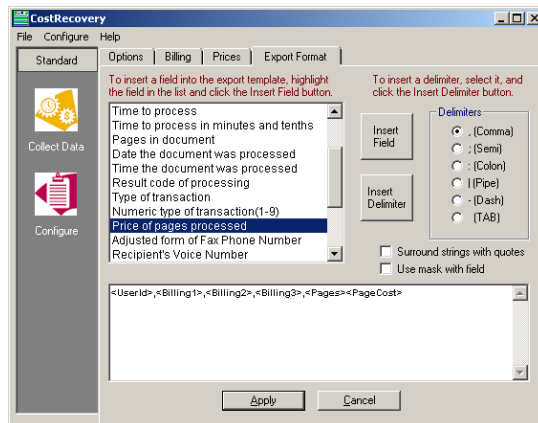 CostRecovery
File Configure Help
Standard
Options Billing Prices Export Format
To insert a field into the export template, highlight
the field in the list and click the Insert Field button.
To insert a delimiter, select it, and
click the Insert Delimiter button.
Time to process
Time to process in minutes and tenths
Pages in document
Date the document was processed
Time the document was processed
Result code of processing
Type of transaction
Numeric type of transaction(1-9)
Price of pages processed
Adjusted form of Fax Phone Number
Recipient's Voice Number
Insert
Field
Insert
Delimiter
Delimiters
, (Comma)
; (Semi)
: (Colon)
| (Pipe)
- (Dash)
(TAB)
Collect Data
Configure
Surround strings with quotes
Use mask with field
<UserId>,<Billing1>,<Billing2>,<Billing3>,<Pages><PageCost>
Apply Cancel